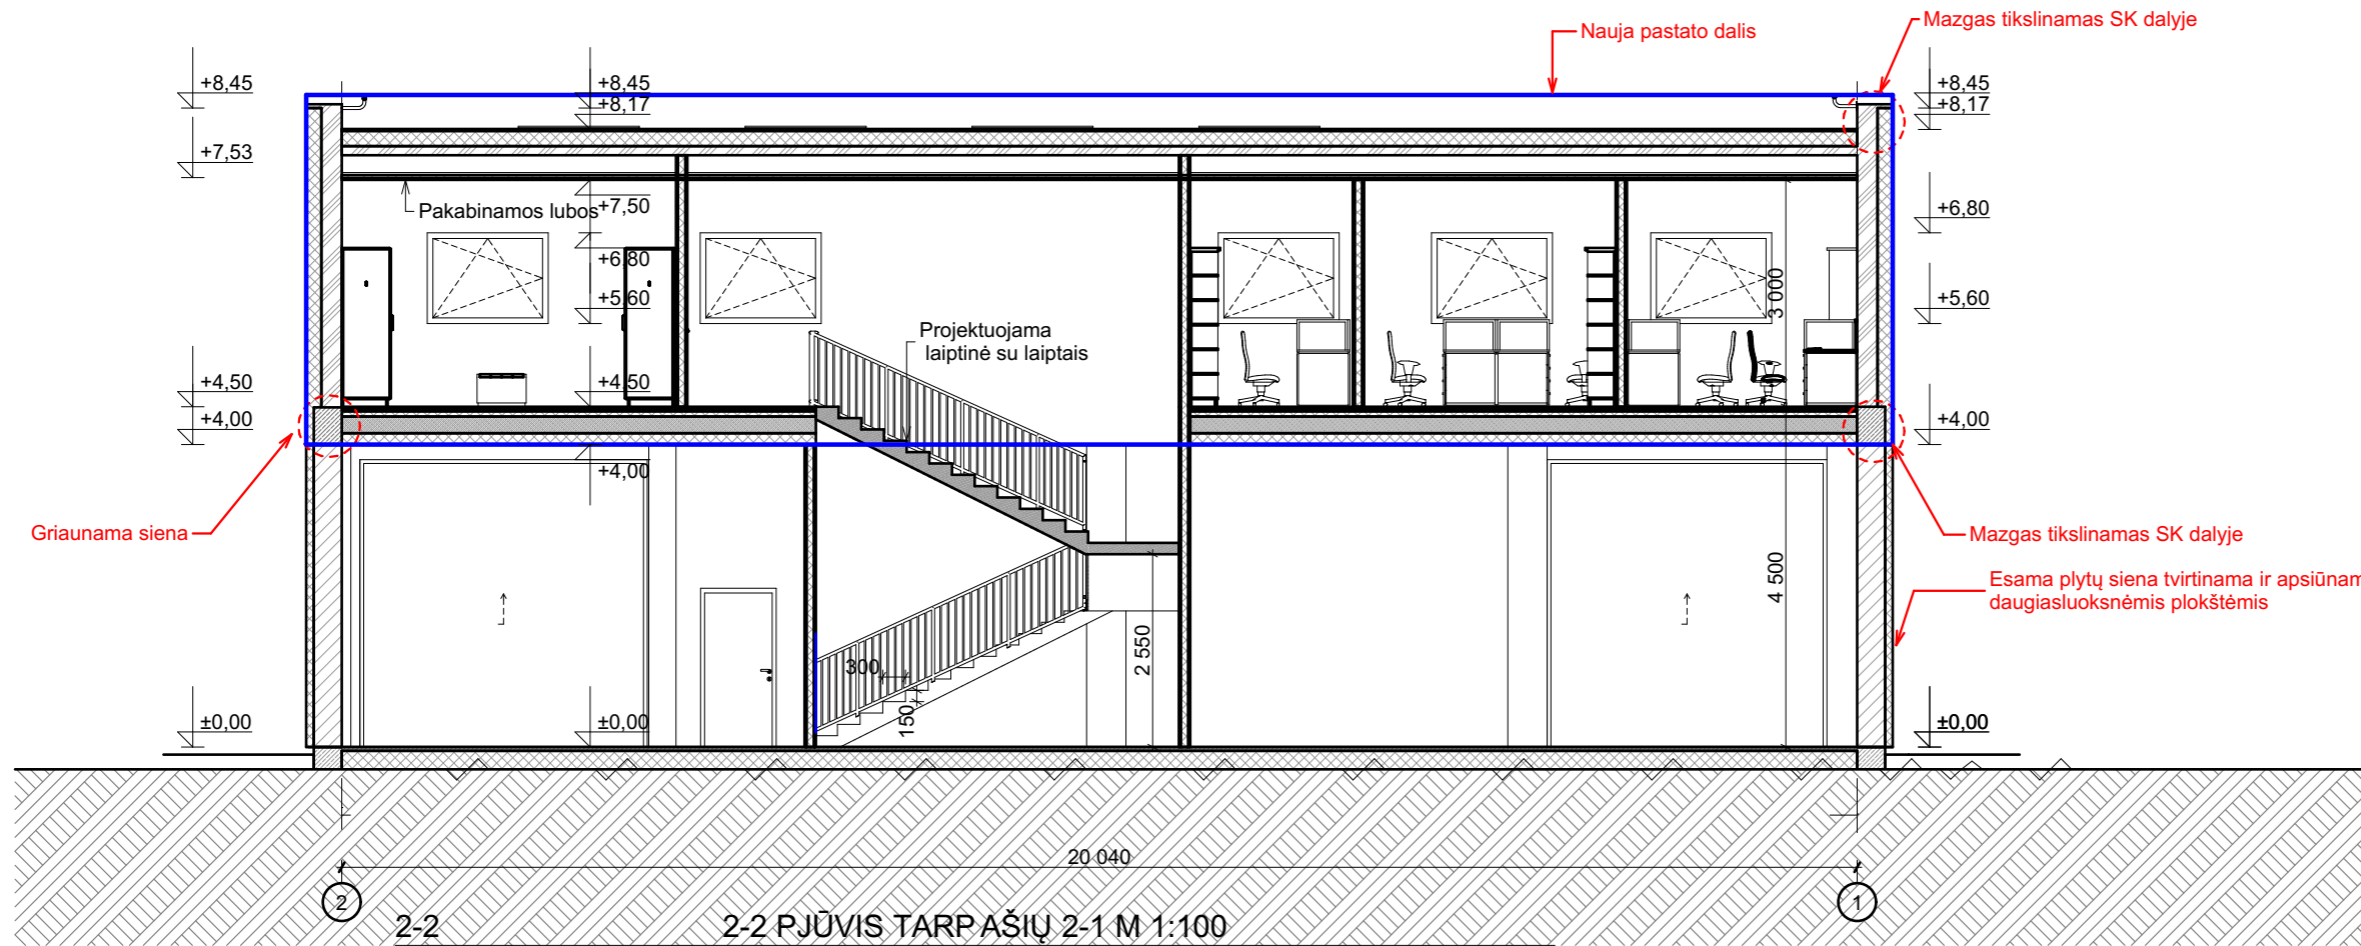 Mazgas tikslinamas SK dalyje
Nauja pastato dalis
+8,45
+8,45
+8,45
+8,17
+8,17
+7,53
Pakabinamos lubos
+7,50
+6,80
+6,80
+5,60
+5,60
3 000
Projektuojama
laiptinė su laiptais
+4,50
+4,50
+4,00
+4,00
+4,00
Griaunama siena
Mazgas tikslinamas SK dalyje
4 500
Esama plytų siena tvirtinama ir apsiūnam
daugiasluoksnėmis plokštėmis
2 550
300
150
±0,00
±0,00
±0,00
20 040
2
1
2-2
2-2 PJŪVIS TARP AŠIŲ 2-1 M 1:100